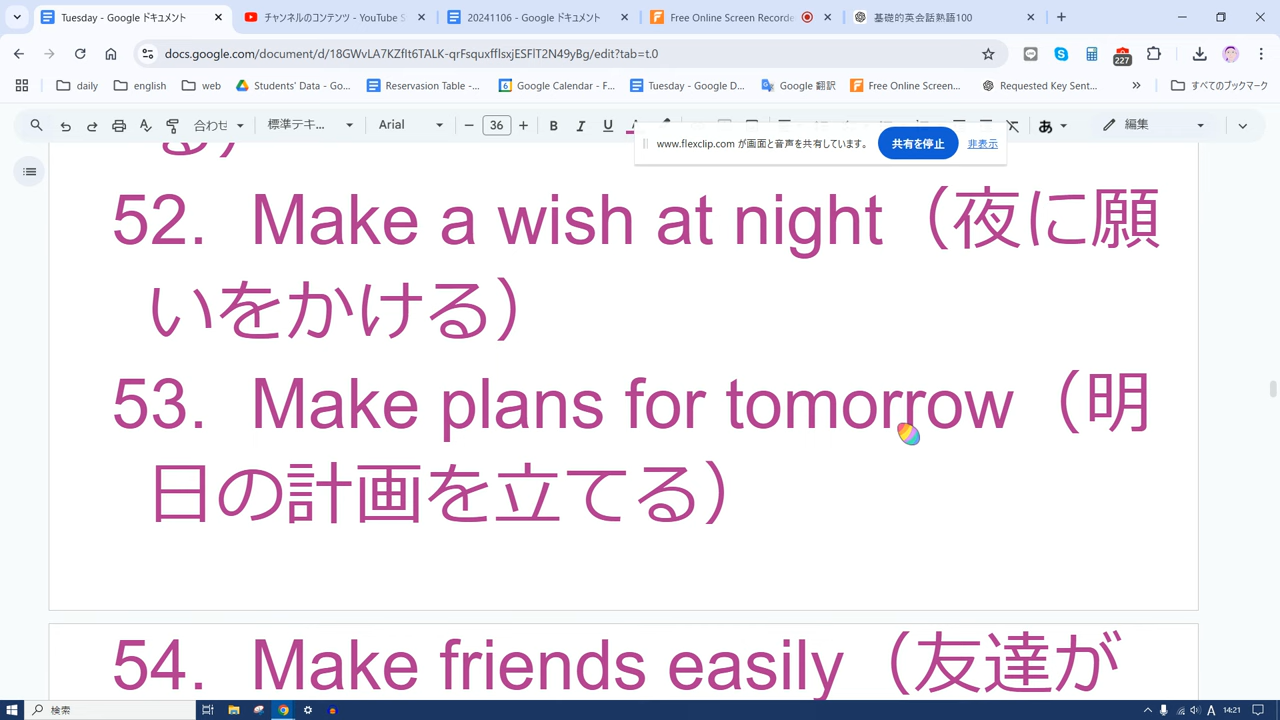 Tuesday - Google ドキュメント
チャンネルのコンテンツ - YouTube S
20241106 - Google ドキュメント
Free Online Screen Recorde
基礎的英会話熟語100
docs.google.com/document/d/18GWvLA7KZflt6TALK-qrFsquxfflsxjESFlT2N49yBg/edit?tab=t.0
227
daily
english
web
Students' Data - Go...
Reservasion Table -...
Google Calendar - F...
Tuesday - Google D...
Google 翻訳
Free Online Screen...
Requested Key Sent...
»
すべてのブックマーク
合わせ
標準テキ...
Arial
36
B I U
あ
編集
www.flexclip.com が画面と音声を共有しています。
共有を停止
非表示
る）
52. Make a wish at night（夜に願
いをかける）
53. Make plans for tomorrow（明
日の計画を立てる）
54. Make friends easily（友達が
検索
A
14:21